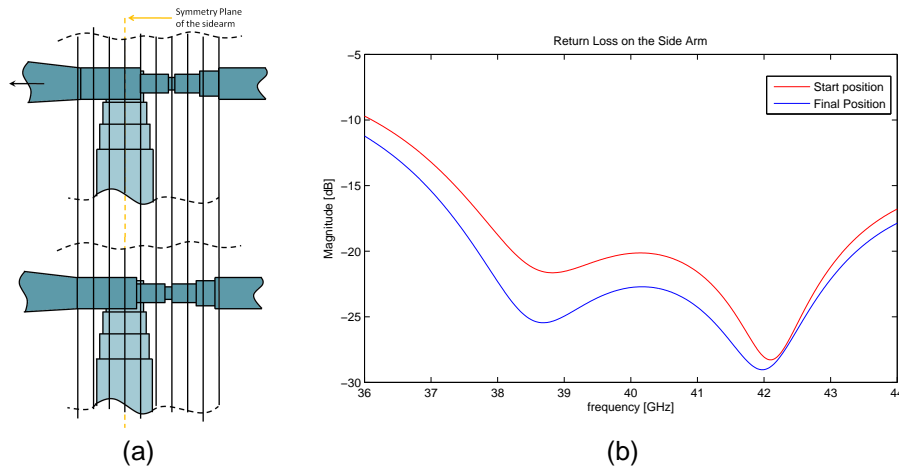 Symmetry Plane
of the sidearm
(a)
Return Loss on the Side Arm
Magnitude [dB]
-5
-10
-15
-20
-25
-30
Start position
Final Position
36 37 38 39 40 41 42 43 44
frequency [GHz]
(b)